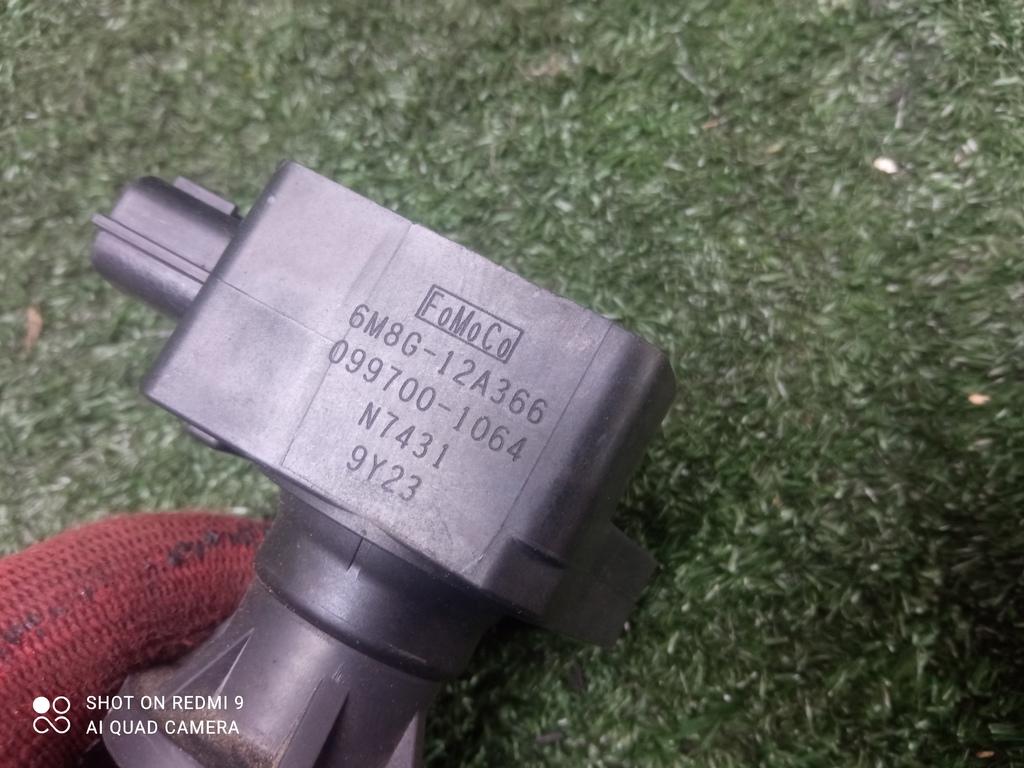 FoMoCo
6M8G-12A366
099700-1064
N7431
9Y23
SHOT ON REDMI 9
AI QUAD CAMERA